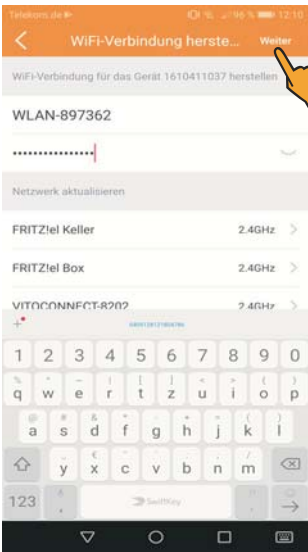 Telekom.de
96 % 12:10
WiFi-Verbindung herste... Weiter
WiFi-Verbindung für das Gerät 1610411037 herstellen
WLAN-897362
••••••••••••••••
Netzwerk aktualisieren
FRITZ!el Keller 2.4GHz
FRITZ!el Box 2.4GHz
VITOCONNECT-8202 2.4GHz
1 2 3 4 5 6 7 8 9 0
q w e r t z u i o p
a s d f g h j k l
y x c v b n m
123 SwiftKey